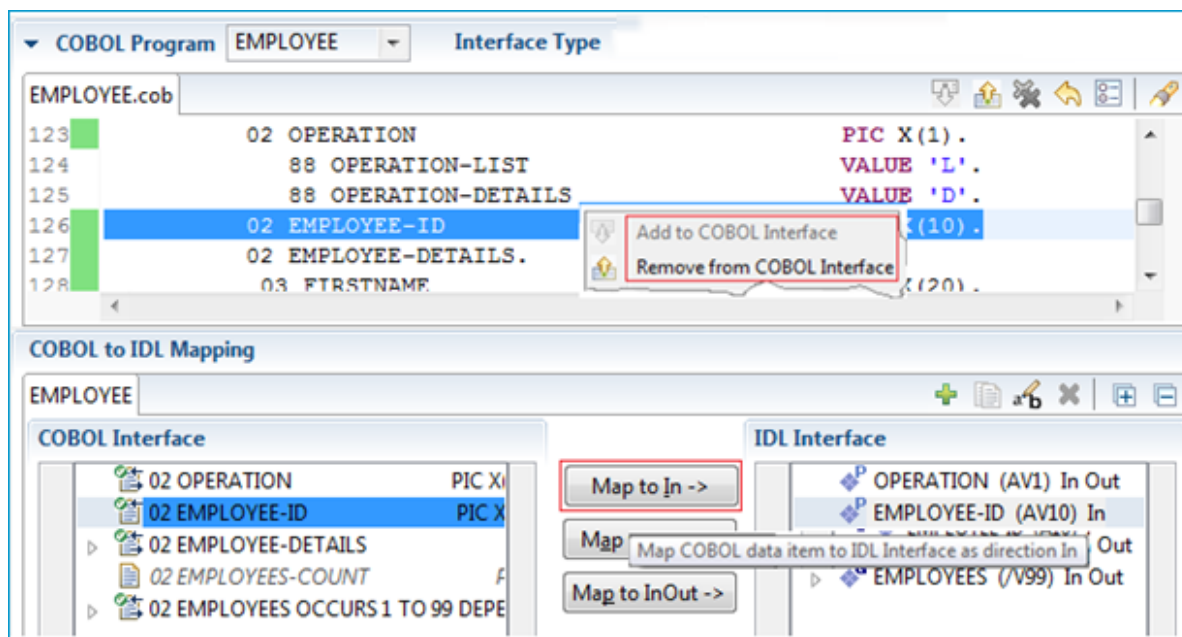 COBOL Program EMPLOYEE Interface Type
EMPLOYEE.cob
123 02 OPERATION PIC X(1).
124 88 OPERATION-LIST VALUE 'L'.
125 88 OPERATION-DETAILS VALUE 'D'.
126 02 EMPLOYEE-ID X(10).
Add to COBOL Interface
127 02 EMPLOYEE-DETAILS.
Remove from COBOL Interface
128 03 FIRSTNAME X(20).
COBOL to IDL Mapping
EMPLOYEE
COBOL Interface IDL Interface
02 OPERATION PIC X( Map to In -> OPERATION (AV1) In Out
02 EMPLOYEE-ID PIC X EMPLOYEE-ID (AV10) In
02 EMPLOYEE-DETAILS Map Out
Map COBOL data item to IDL Interface as direction In
02 EMPLOYEES-COUNT Map to InOut -> EMPLOYEES (/V99) In Out
02 EMPLOYEES OCCURS 1 TO 99 DEPE